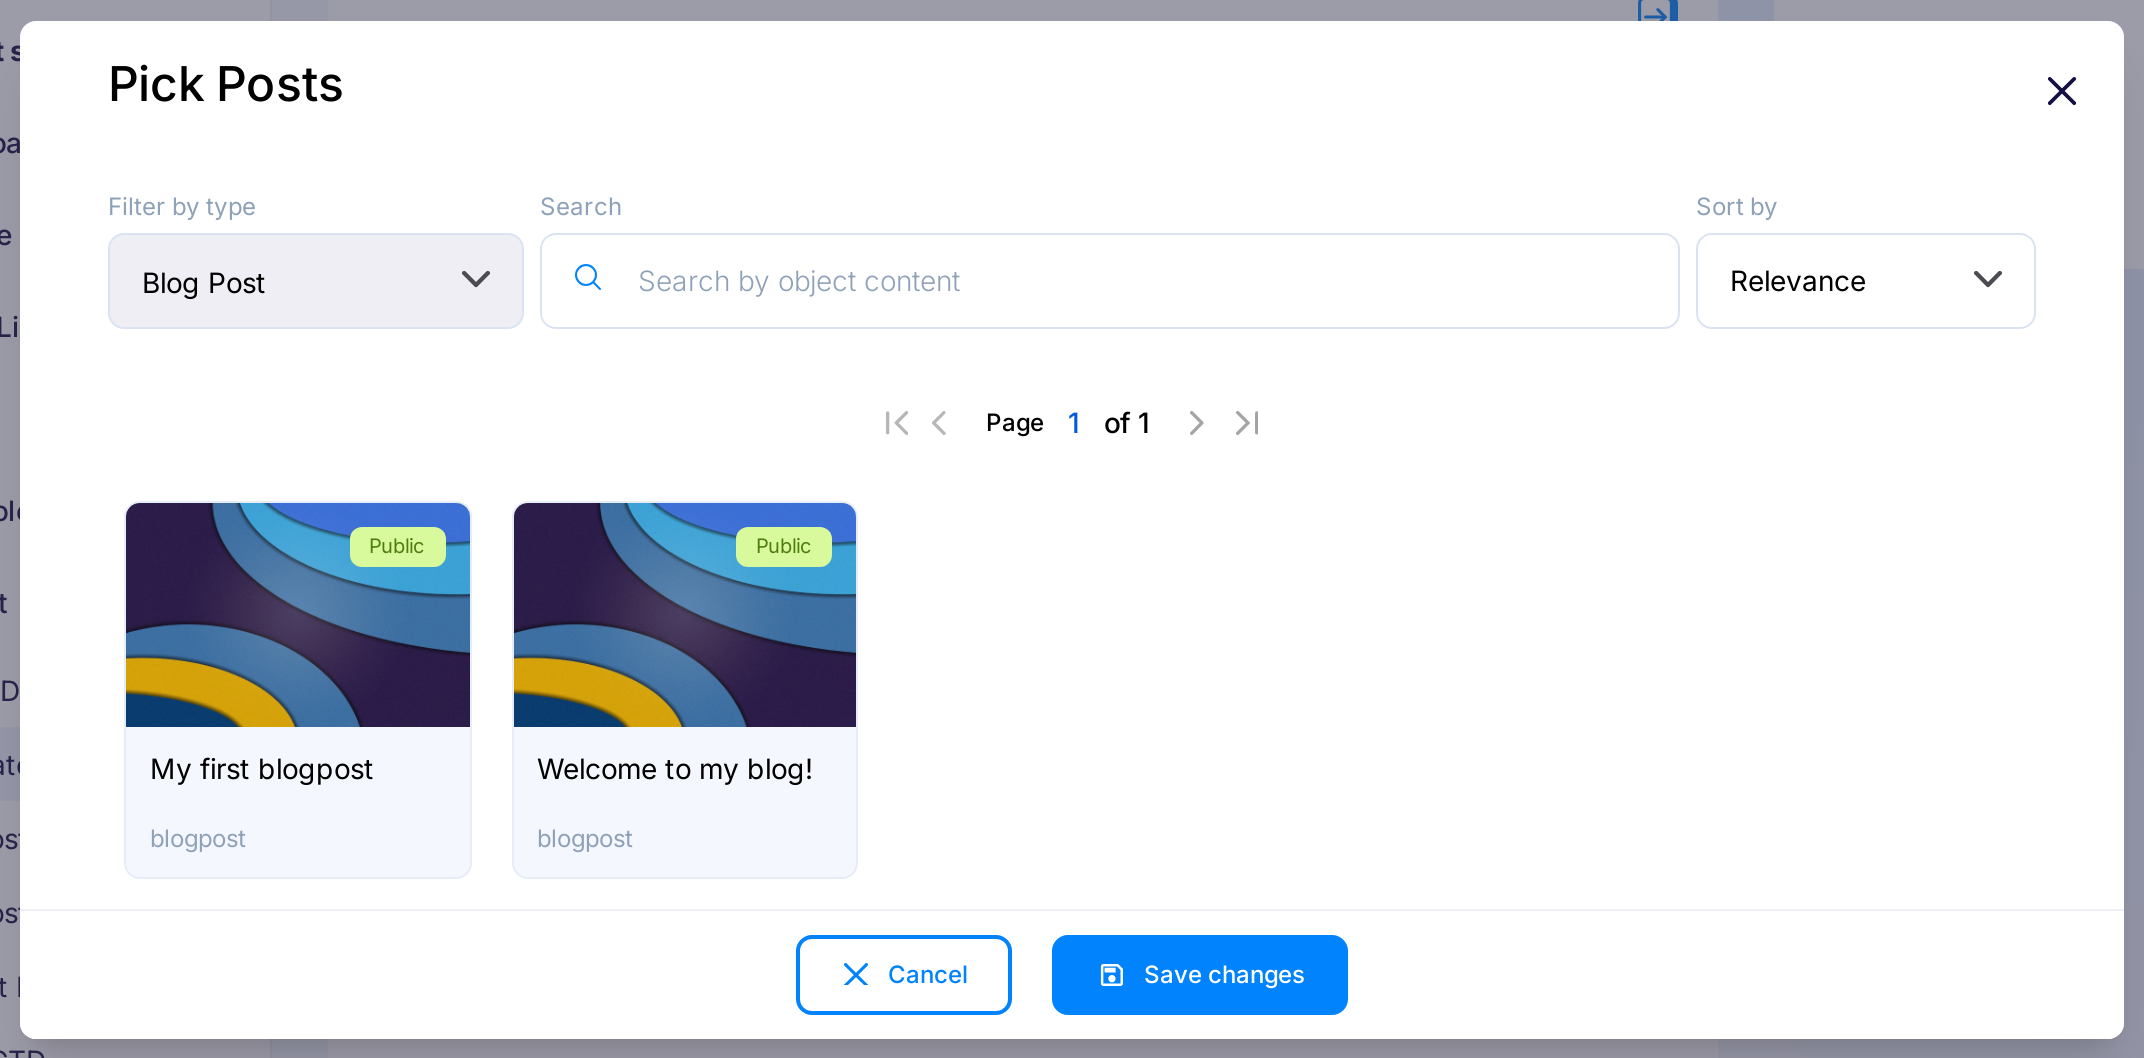 Pick Posts
Filter by type
Search
Sort by
Blog Post
Search by object content
Relevance
Page 1 of 1
Public
Public
My first blogpost
Welcome to my blog!
blogpost
blogpost
Cancel
Save changes